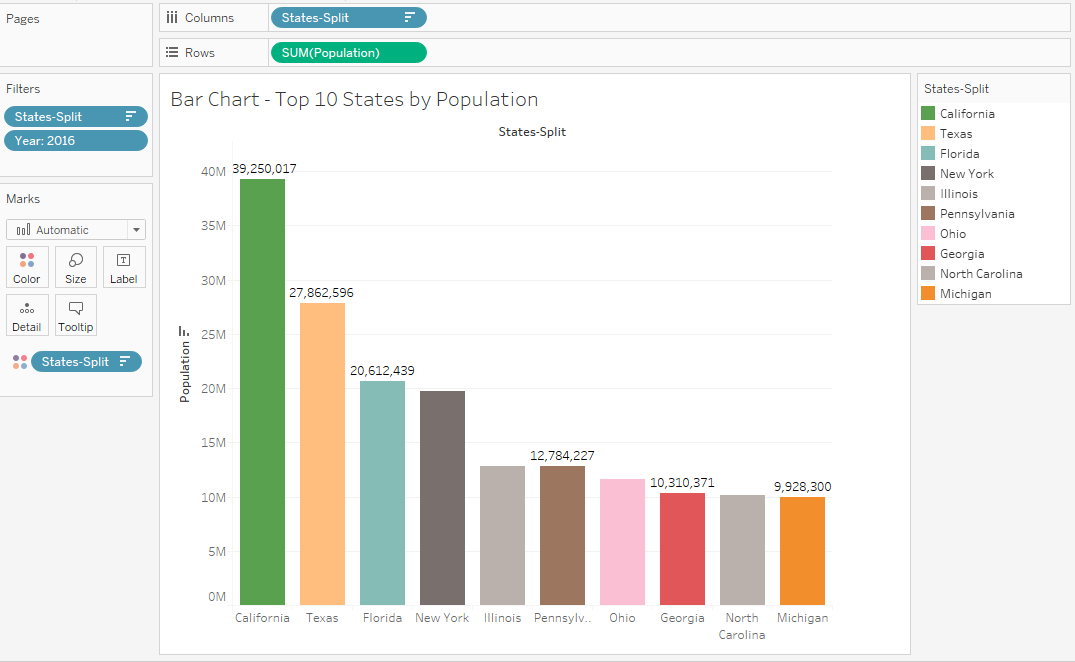 Pages
Columns
States-Split
Rows
SUM(Population)
Filters
States-Split
Year: 2016
Marks
Automatic
Color
Size
Label
Detail
Tooltip
States-Split
Bar Chart - Top 10 States by Population
States-Split
Population
40M
35M
30M
25M
20M
15M
10M
5M
0M
39,250,017
27,862,596
20,612,439
12,784,227
10,310,371
9,928,300
California
Texas
Florida
New York
Illinois
Pennsylv..
Ohio
Georgia
North
Carolina
Michigan
States-Split
California
Texas
Florida
New York
Illinois
Pennsylvania
Ohio
Georgia
North Carolina
Michigan